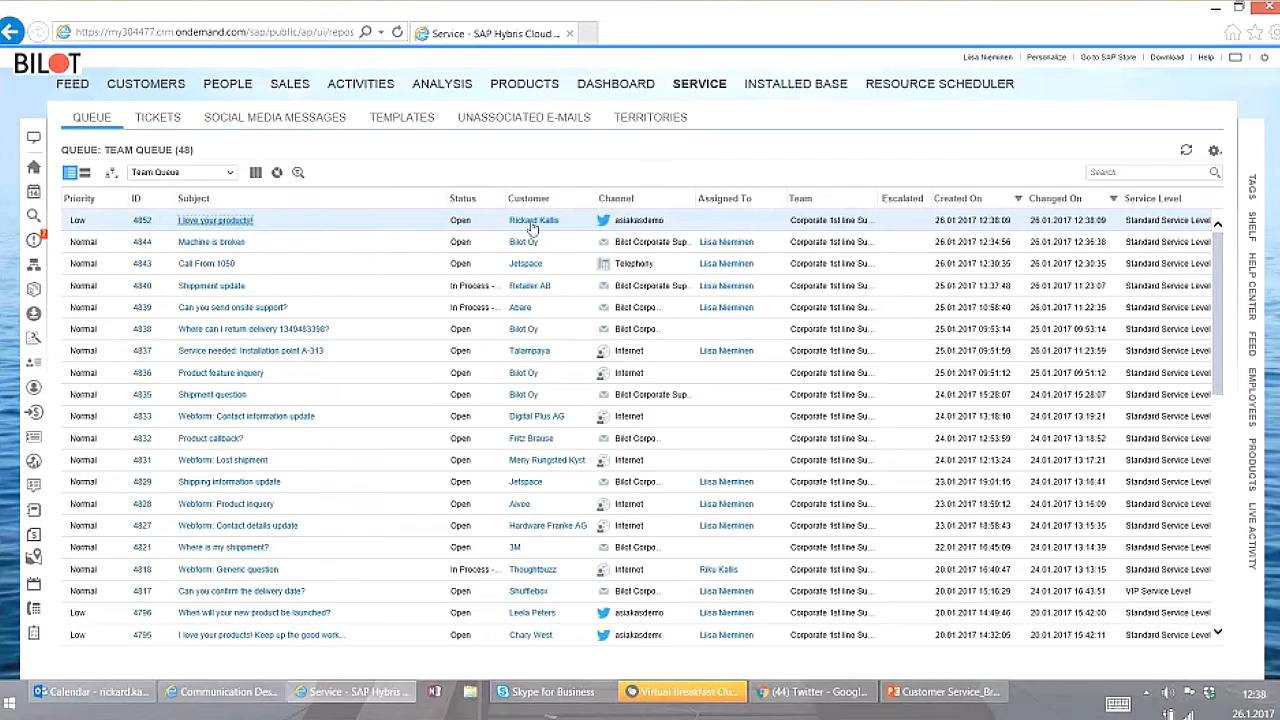 https://my304477.crm.ondemand.com/sap/public/ap/ui/repos
Service - SAP Hybris Cloud ...
BILOT
Liisa Nieminen
Personalize
Go to SAP Store
Download
Help
FEED CUSTOMERS PEOPLE SALES ACTIVITIES ANALYSIS PRODUCTS DASHBOARD SERVICE INSTALLED BASE RESOURCE SCHEDULER
QUEUE TICKETS SOCIAL MEDIA MESSAGES TEMPLATES UNASSOCIATED E-MAILS TERRITORIES
QUEUE: TEAM QUEUE (48)
Team Queue
Search
Priority ID Subject Status Customer Channel Assigned To Team Escalated Created On Changed On Service Level
Low 4852 I love your products! Open Rickard Kallis asiakasdemo Corporate 1st line Su... 26.01.2017 12:38:09 26.01.2017 12:38:09 Standard Service Level
Normal 4844 Machine is broken Open Bilot Oy Bilot Corporate Sup... Liisa Nieminen Corporate 1st line Su... 26.01.2017 12:34:56 26.01.2017 12:35:38 Standard Service Level
Normal 4843 Call From 1050 Open Jetspace Telephony Liisa Nieminen Corporate 1st line Su... 26.01.2017 12:30:35 26.01.2017 12:30:35 Standard Service Level
Normal 4840 Shippment update In Process - ... Retailer AB Bilot Corporate Sup... Liisa Nieminen Corporate 1st line Su... 25.01.2017 13:37:38 26.01.2017 11:23:07 Standard Service Level
Normal 4839 Can you send onsite support? In Process - ... Abare Bilot Corpo... Liisa Nieminen Corporate 1st line Su... 25.01.2017 10:58:40 26.01.2017 11:22:35 Standard Service Level
Normal 4838 Where can I return delivery 1349483398? Open Bilot Oy Bilot Corpo... Corporate 1st line Su... 25.01.2017 09:53:14 25.01.2017 09:53:14 Standard Service Level
Normal 4837 Service needed: Installation point A-313 Open Talampaya Internet Liisa Nieminen Corporate 1st line Su... 25.01.2017 09:51:59 26.01.2017 11:23:59 Standard Service Level
Normal 4836 Product feature inquery Open Bilot Oy Internet Corporate 1st line Su... 25.01.2017 09:51:12 25.01.2017 09:51:12 Standard Service Level
Normal 4835 Shipment question Open Bilot Oy Bilot Corporate Sup... Corporate 1st line Su... 24.01.2017 15:28:07 24.01.2017 15:28:07 Standard Service Level
Normal 4833 Webform: Contact information update Open Digital Plus AG Internet Corporate 1st line Su... 24.01.2017 13:18:10 24.01.2017 13:19:21 Standard Service Level
Normal 4832 Product callback? Open Fritz Brause Bilot Corpo... Corporate 1st line Su... 24.01.2017 12:53:59 24.01.2017 13:18:52 Standard Service Level
Normal 4831 Webform: Lost shipment Open Meny Rungsted Kyst Internet Corporate 1st line Su... 24.01.2017 12:13:24 24.01.2017 13:17:21 Standard Service Level
Normal 4829 Shipping information update Open Jetspace Bilot Corpo... Liisa Nieminen Corporate 1st line Su... 23.01.2017 19:01:15 24.01.2017 13:16:41 Standard Service Level
Normal 4828 Webform: Product inquery Open Aivee Internet Liisa Nieminen Corporate 1st line Su... 23.01.2017 18:59:12 24.01.2017 13:16:09 Standard Service Level
Normal 4827 Webform: Contact details update Open Hardware Franke AG Internet Liisa Nieminen Corporate 1st line Su... 23.01.2017 18:58:43 24.01.2017 13:15:35 Standard Service Level
Normal 4821 Where is my shippment? Open 3M Bilot Corpo... Corporate 1st line Su... 22.01.2017 16:45:09 24.01.2017 13:14:39 Standard Service Level
Normal 4818 Webform: Generic question In Process - ... Thoughtbuzz Internet Riku Kallis Corporate 1st line Su... 20.01.2017 16:40:47 24.01.2017 13:13:15 Standard Service Level
Normal 4817 Can you confirm the delivery date? Open Shufflebox Bilot Corpo... Corporate 1st line Su... 20.01.2017 15:16:29 24.01.2017 16:43:51 VIP Service Level
Low 4796 When will your new product be launched? Open Leela Peters asiakasdemo Liisa Nieminen Corporate 1st line Su... 20.01.2017 14:49:46 20.01.2017 15:42:00 Standard Service Level
Low 4795 I love your products! Keep up the good work... Open Chary West asiakasdemo Liisa Nieminen Corporate 1st line Su... 20.01.2017 14:32:05 20.01.2017 15:42:11 Standard Service Level
TAGS
SHELF
HELP CENTER
FEED
EMPLOYEES
PRODUCTS
LIVE ACTIVITY
Calendar - rickard.ka...
Communication Des...
Service - SAP Hybris ...
Skype for Business
Virtual Breakfast Clu...
(44) Twitter - Googl...
Customer Service_Br...
12:38
26.1.2017